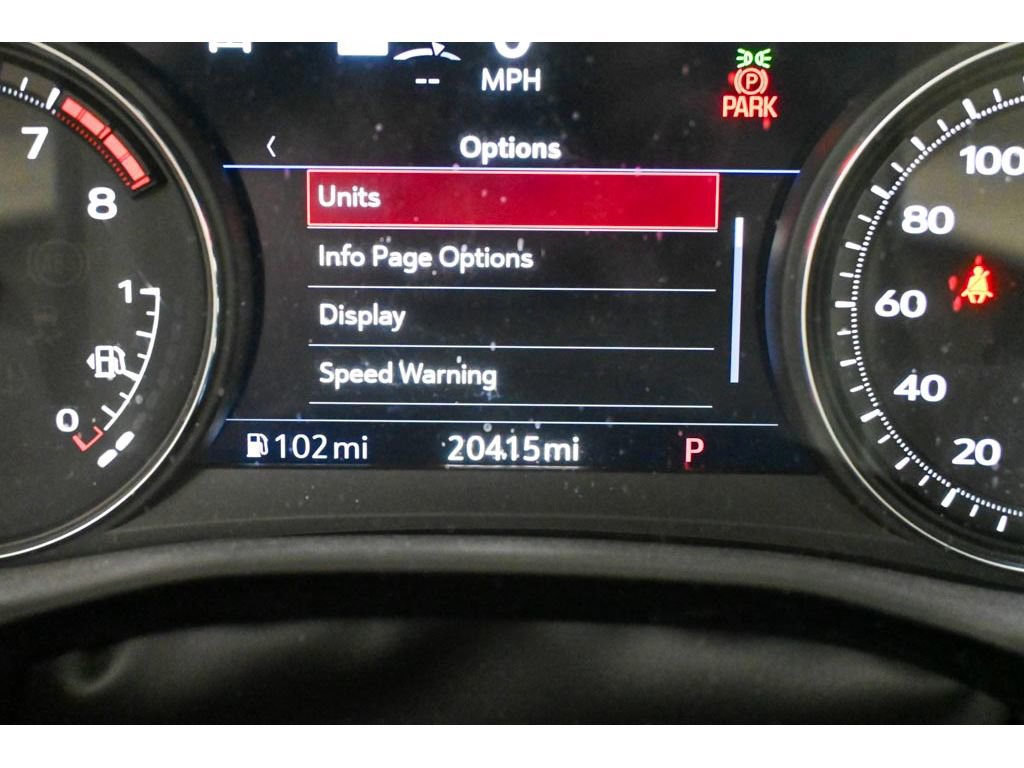 MPH
--
P
PARK
Options
Units
Info Page Options
Display
Speed Warning
102 mi
20415 mi
P
7
8
1
0
100
80
60
40
20